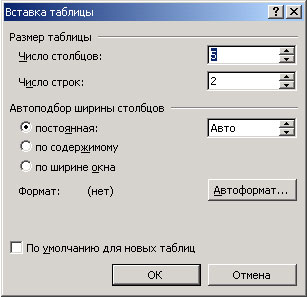 Вставка таблицы
Размер таблицы
Число столбцов: 5
Число строк: 2
Автоподбор ширины столбцов
постоянная: Авто
по содержимому
по ширине окна
Формат: (нет) Автоформат...
По умолчанию для новых таблиц
ОК Отмена